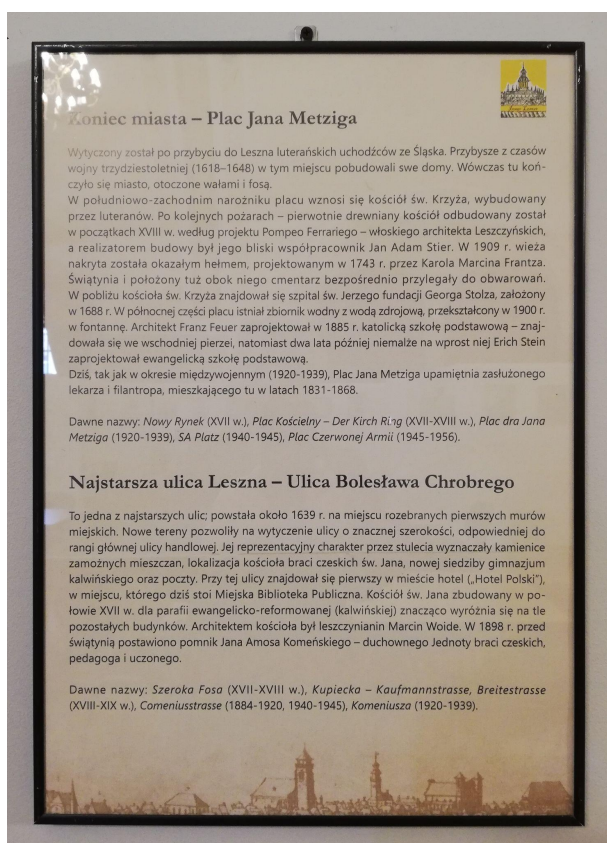 Koniec miasta – Plac Jana Metziga
Wytyczony został po przybyciu do Leszna luterańskich uchodźców ze Śląska. Przybysze z czasów
wojny trzydziestoletniej (1618–1648) w tym miejscu pobudowali swe domy. Wówczas tu koń-
czyło się miasto, otoczone wałami i fosą.
W południowo-zachodnim narożniku placu wznosi się kościół św. Krzyża, wybudowany
przez luteranów. Po kolejnych pożarach – pierwotnie drewniany kościół odbudowany został
w początkach XVIII w. według projektu Pompeo Ferrariego – włoskiego architekta Leszczyńskich,
a realizatorem budowy był jego bliski współpracownik Jan Adam Stier. W 1909 r. wieża
nakryta została okazałym hełmem, projektowanym w 1743 r. przez Karola Marcina Frantza.
Świątynia i położony tuż obok niego cmentarz bezpośrednio przylegały do obwarowań.
W pobliżu kościoła św. Krzyża znajdował się szpital św. Jerzego fundacji Georga Stolza, założony
w 1688 r. W północnej części placu istniał zbiornik wodny z wodą zdrojową, przekształcony w 1900 r.
w fontannę. Architekt Franz Feuer zaprojektował w 1885 r. katolicką szkołę podstawową – znaj-
dowała się we wschodniej pierzei, natomiast dwa lata później niemalże na wprost niej Erich Stein
zaprojektował ewangelicką szkołę podstawową.
Dziś, tak jak w okresie międzywojennym (1920-1939), Plac Jana Metziga upamiętnia zasłużonego
lekarza i filantropa, mieszkającego tu w latach 1831-1868.
Dawne nazwy: Nowy Rynek (XVII w.), Plac Kościelny – Der Kirch Ring (XVII-XVIII w.), Plac dra Jana
Metziga (1920-1939), SA Platz (1940-1945), Plac Czerwonej Armii (1945-1956).
Najstarsza ulica Leszna – Ulica Bolesława Chrobrego
To jedna z najstarszych ulic; powstała około 1639 r. na miejscu rozebranych pierwszych murów
miejskich. Nowe tereny pozwoliły na wytyczenie ulicy o znacznej szerokości, odpowiedniej do
rangi głównej ulicy handlowej. Jej reprezentacyjny charakter przez stulecia wyznaczały kamienice
zamożnych mieszczan, lokalizacja kościoła braci czeskich św. Jana, nowej siedziby gimnazjum
kalwińskiego oraz poczty. Przy tej ulicy znajdował się pierwszy w mieście hotel („Hotel Polski”),
w miejscu, którego dziś stoi Miejska Biblioteka Publiczna. Kościół św. Jana zbudowany w po-
łowie XVII w. dla parafii ewangelicko-reformowanej (kalwińskiej) znacząco wyróżnia się na tle
pozostałych budynków. Architektem kościoła był leszczynianin Marcin Woide. W 1898 r. przed
świątynią postawiono pomnik Jana Amosa Komeńskiego – duchownego Jednoty braci czeskich,
pedagoga i uczonego.
Dawne nazwy: Szeroka Fosa (XVII-XVIII w.), Kupiecka – Kaufmannstrasse, Breitestrasse
(XVIII-XIX w.), Comeniusstrasse (1884-1920, 1940-1945), Komeniusza (1920-1939).